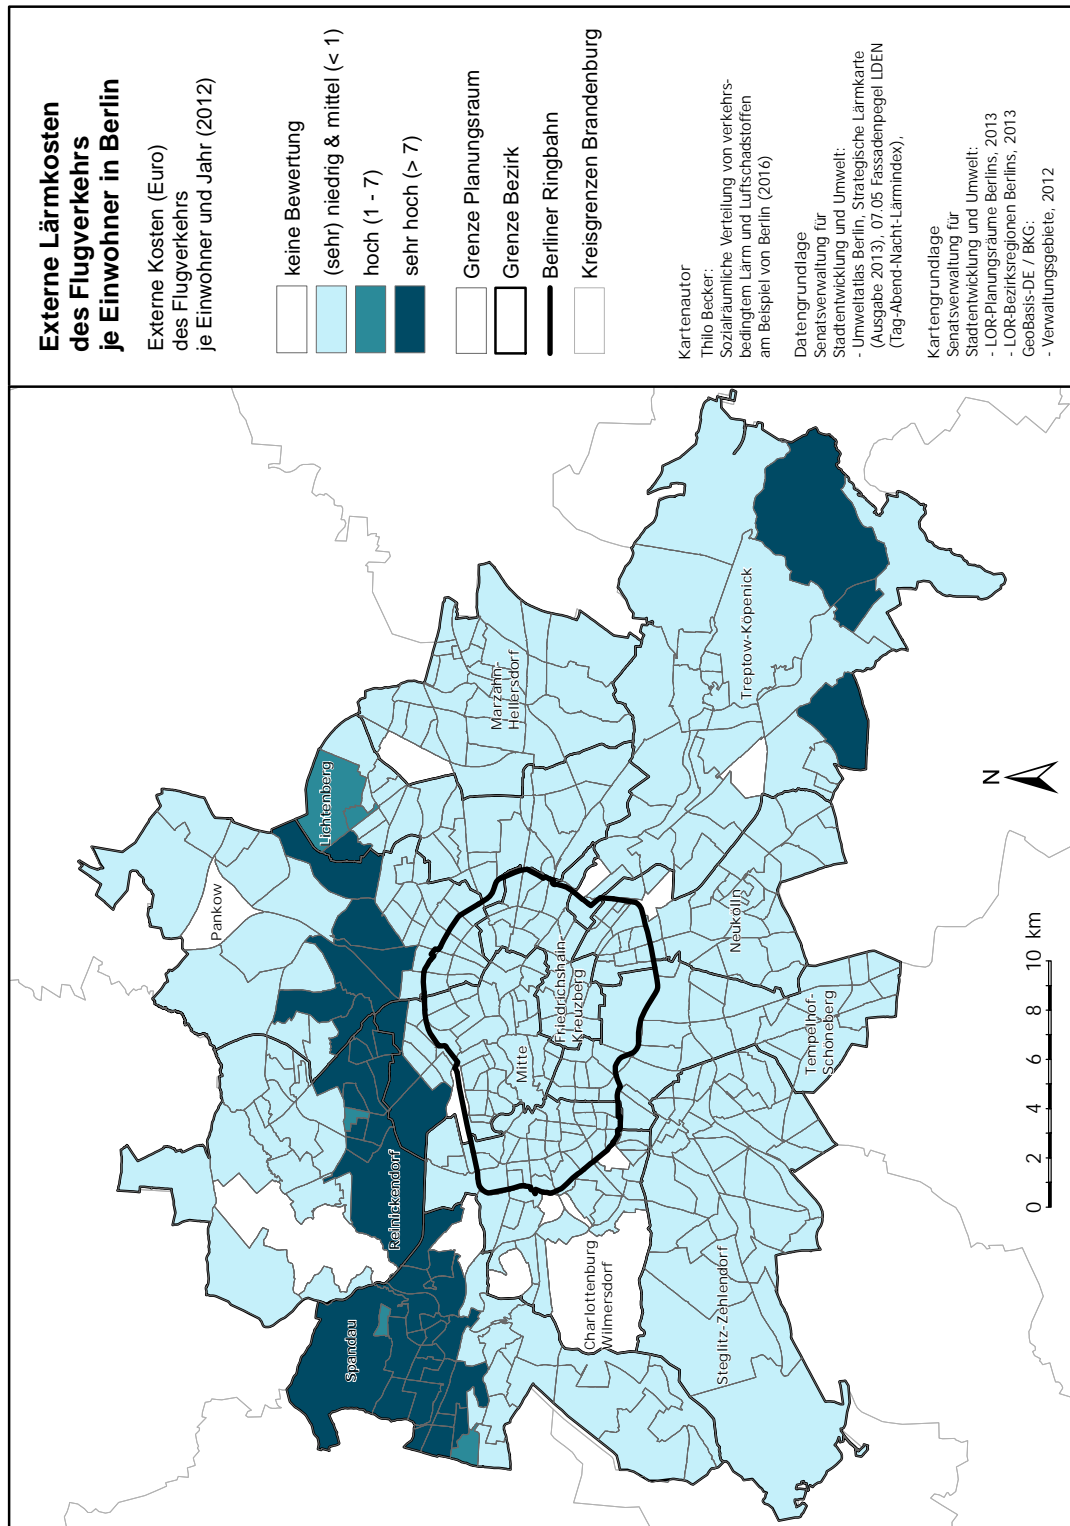 Externe Lärmkosten
des Flugverkehrs
je Einwohner in Berlin
Externe Kosten (Euro)
des Flugverkehrs
je Einwohner und Jahr (2012)
keine Bewertung
(sehr) niedrig & mittel (< 1)
hoch (1 - 7)
sehr hoch (> 7)
Grenze Planungsraum
Grenze Bezirk
Berliner Ringbahn
Kreisgrenzen Brandenburg
Kartenautor
Thilo Becker:
Sozialräumliche Verteilung von verkehrs-
bedingtem Lärm und Luftschadstoffen
am Beispiel von Berlin (2016)
Datengrundlage
Senatsverwaltung für
Stadtentwicklung und Umwelt:
- Umweltatlas Berlin, Strategische Lärmkarte
(Ausgabe 2013), 07.05 Fassadenpegel LDEN
(Tag-Abend-Nacht-Lärmindex),
Kartengrundlage
Senatsverwaltung für
Stadtentwicklung und Umwelt:
- LOR-Planungsräume Berlins, 2013
- LOR-Bezirksregionen Berlins, 2013
GeoBasis-DE / BKG:
- Verwaltungsgebiete, 2012
Pankow
Lichtenberg
Reinickendorf
Spandau
Marzahn-
Hellersdorf
Mitte
Friedrichshain-
Kreuzberg
Charlottenburg
Wilmersdorf
Treptow-Köpenick
Neukölln
Tempelhof-
Schöneberg
Steglitz-Zehlendorf
N
0 2 4 6 8 10 km